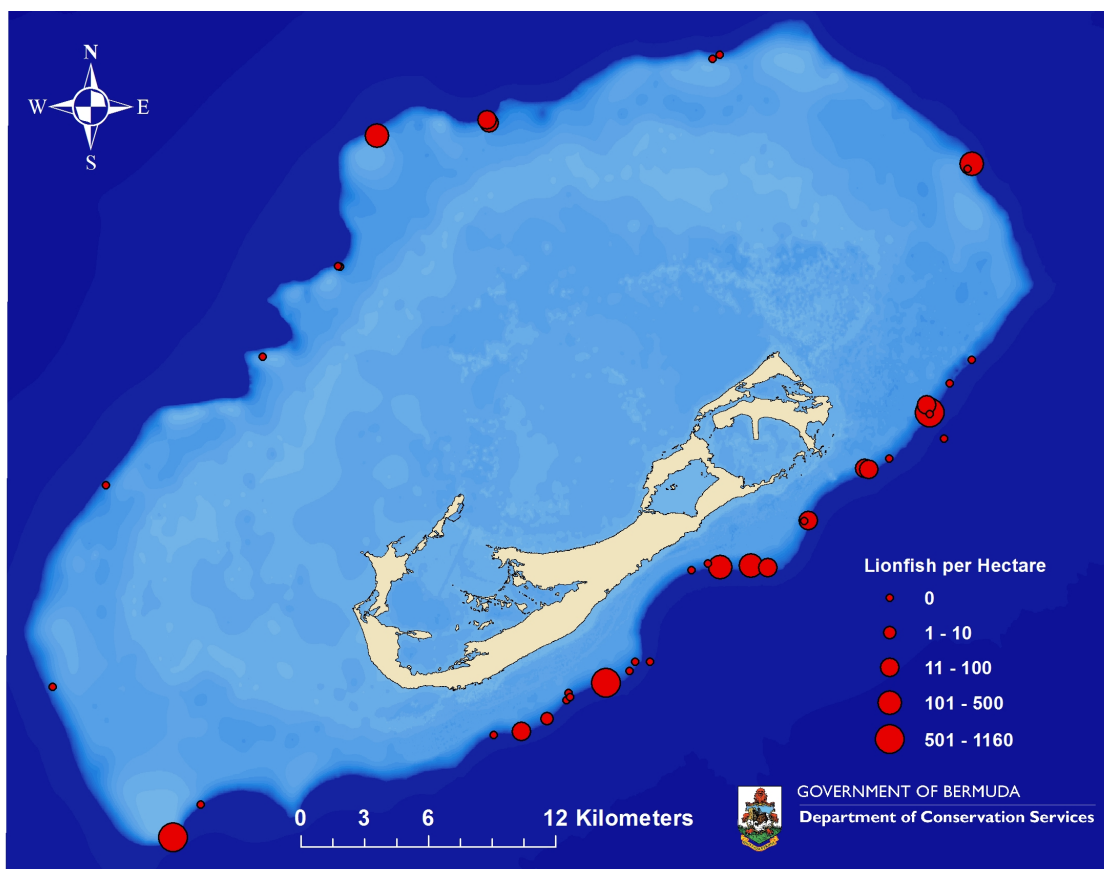 N
W E
S
Lionfish per Hectare
0
1 - 10
11 - 100
101 - 500
501 - 1160
0 3 6 12 Kilometers
GOVERNMENT OF BERMUDA
Department of Conservation Services